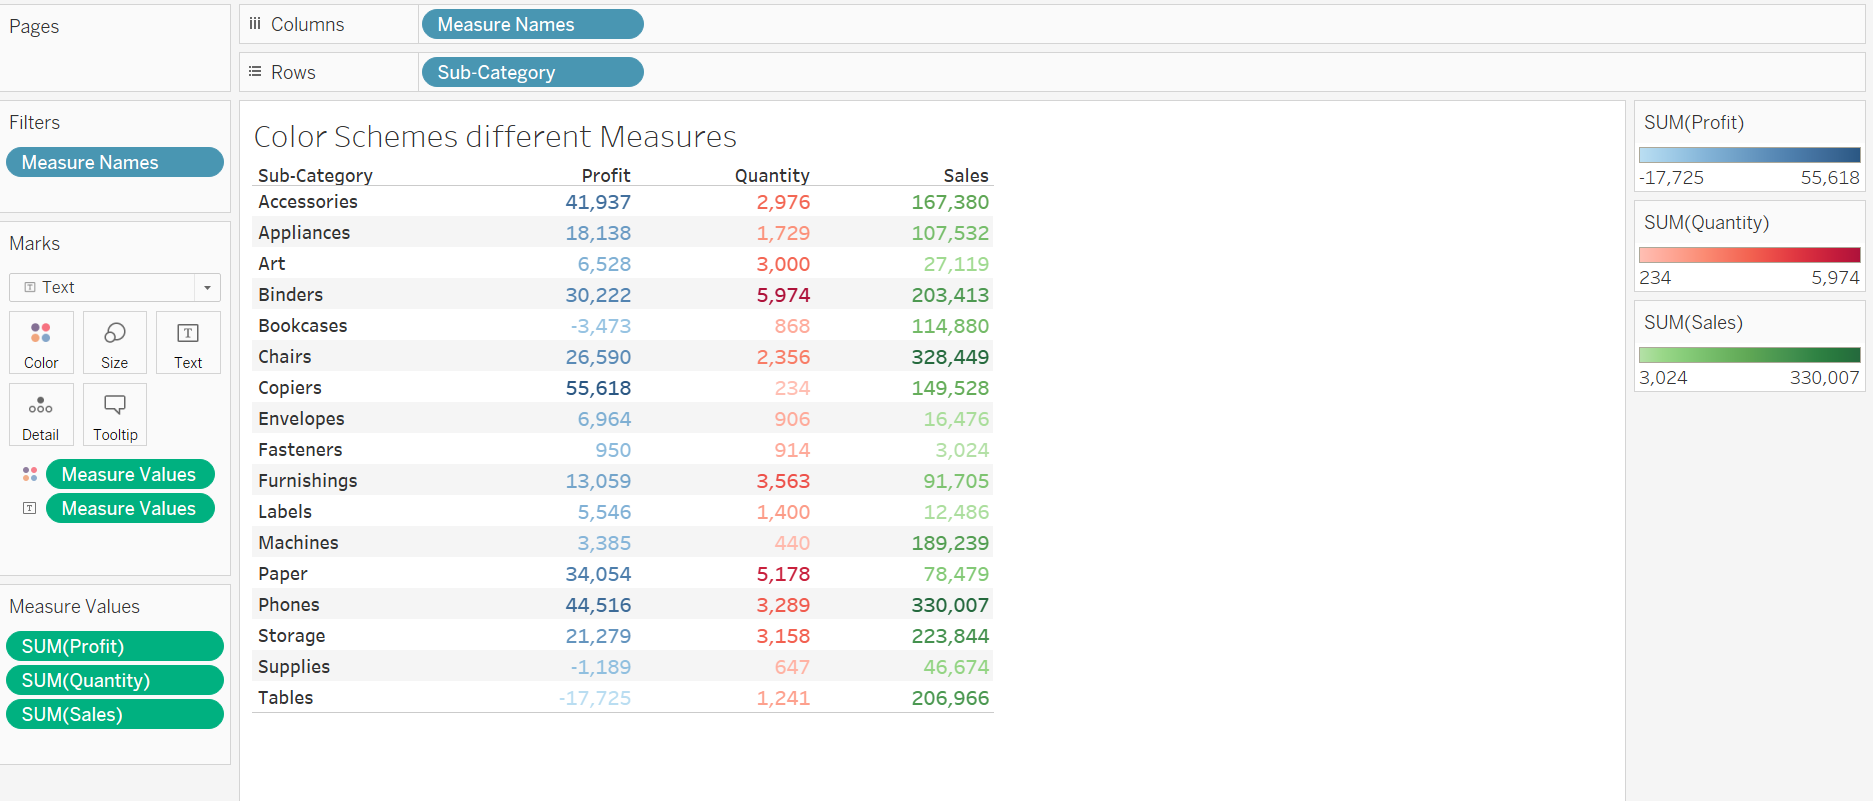 Pages
Columns Measure Names
Rows Sub-Category
Filters
Measure Names
Marks
Text
Color Size Text
Detail Tooltip
Measure Values
Measure Values
Measure Values
SUM(Profit)
SUM(Quantity)
SUM(Sales)
Color Schemes different Measures
Sub-Category Profit Quantity Sales
Accessories 41,937 2,976 167,380
Appliances 18,138 1,729 107,532
Art 6,528 3,000 27,119
Binders 30,222 5,974 203,413
Bookcases -3,473 868 114,880
Chairs 26,590 2,356 328,449
Copiers 55,618 234 149,528
Envelopes 6,964 906 16,476
Fasteners 950 914 3,024
Furnishings 13,059 3,563 91,705
Labels 5,546 1,400 12,486
Machines 3,385 440 189,239
Paper 34,054 5,178 78,479
Phones 44,516 3,289 330,007
Storage 21,279 3,158 223,844
Supplies -1,189 647 46,674
Tables -17,725 1,241 206,966
SUM(Profit)
-17,725 55,618
SUM(Quantity)
234 5,974
SUM(Sales)
3,024 330,007